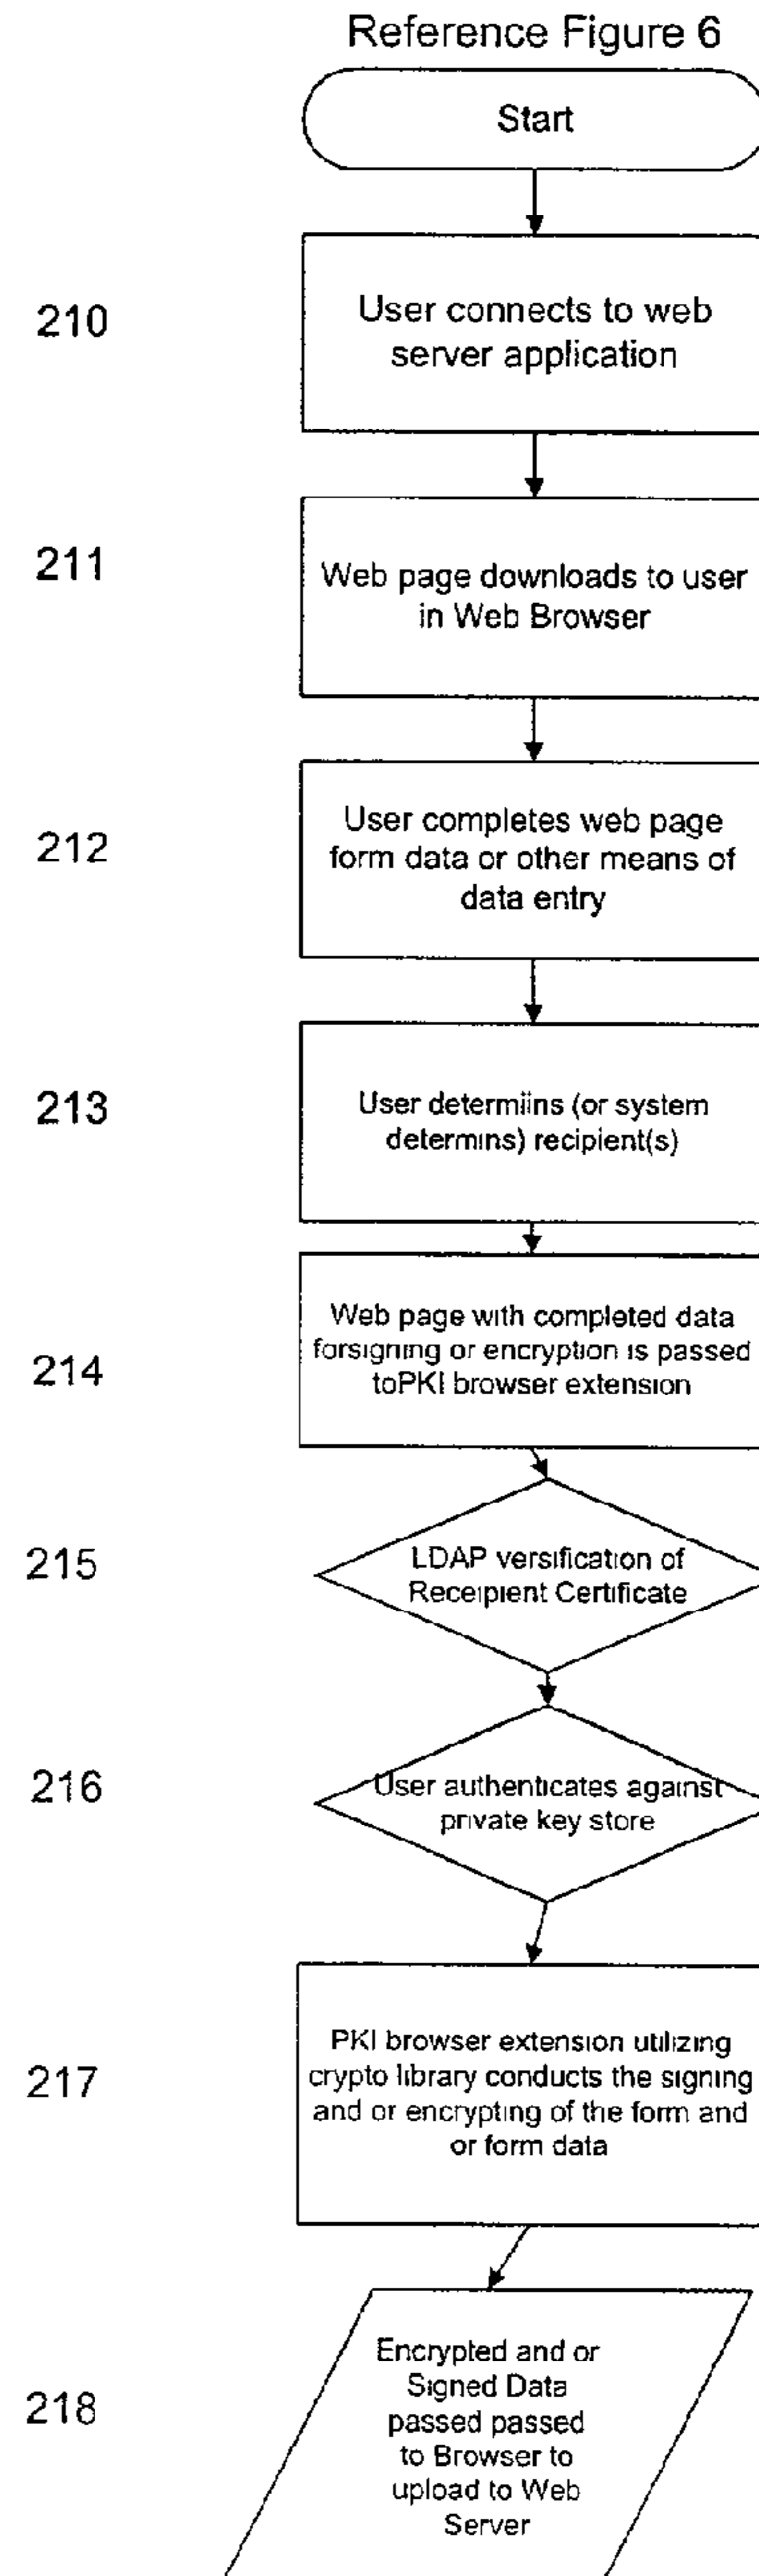 Reference Figure 6
Start
210
User connects to web
server application
211
Web page downloads to user
in Web Browser
212
User completes web page
form data or other means of
data entry
213
User determiins (or system
determins) recipient(s)
214
Web page with completed data
forsigning or encryption is passed
toPKI browser extension
215
LDAP versification of
Receipient Certificate
216
User authenticates against
private key store
217
PKI browser extension utilizing
crypto library conducts the signing
and or encrypting of the form and
or form data
218
Encrypted and or
Signed Data
passed passed
to Browser to
upload to Web
Server